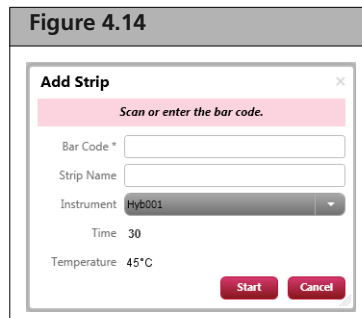 Figure 4.14
Add Strip
×
Scan or enter the bar code.
Bar Code *
Strip Name
Instrument Hyb001
Time 30
Temperature 45°C
Start Cancel